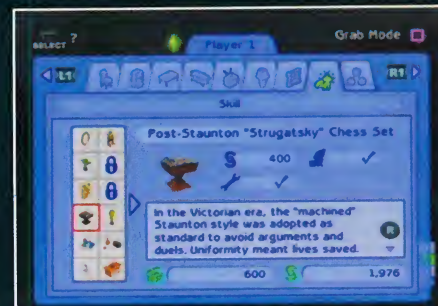 SELECT ?
Player 1
Grab Mode
L1
R1
Skill
Post-Staunton "Strugatsky" Chess Set
400
In the Victorian era, the "machined"
Staunton style was adopted as
standard to avoid arguments and
duels. Uniformity meant lives saved.
R
600
1,976